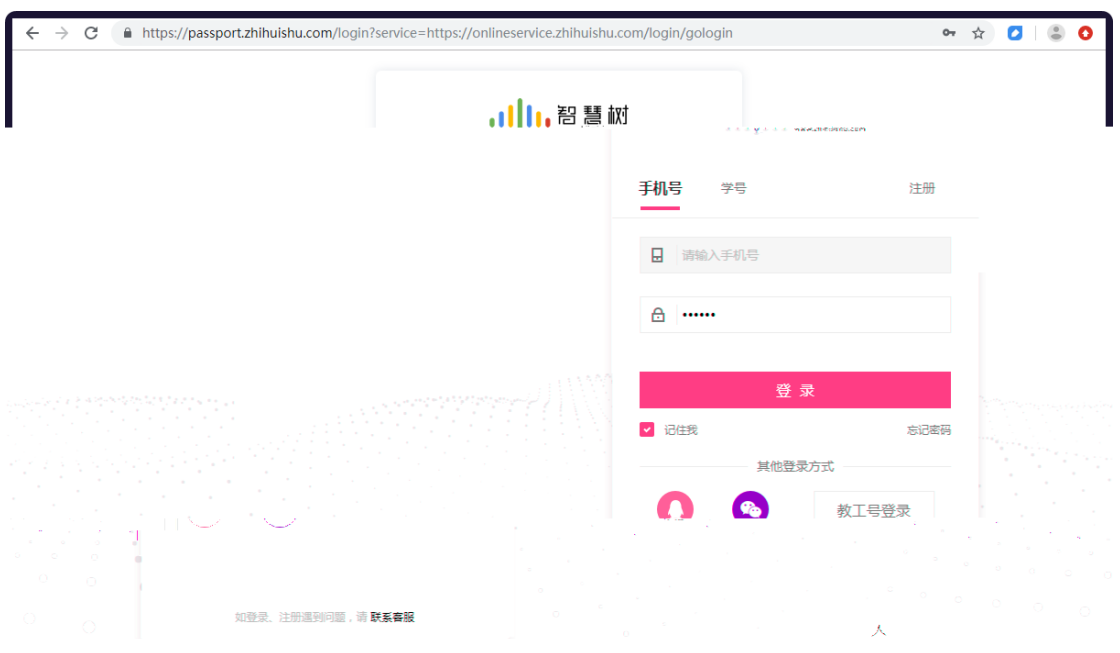 https://passport.zhihuishu.com/login?service=https://onlineservice.zhihuishu.com/login/gologin
智慧树
手机号 学号 注册
请输入手机号
••••••
登 录
记住我 忘记密码
其他登录方式
教工号登录
如登录、注册遇到问题，请 联系客服